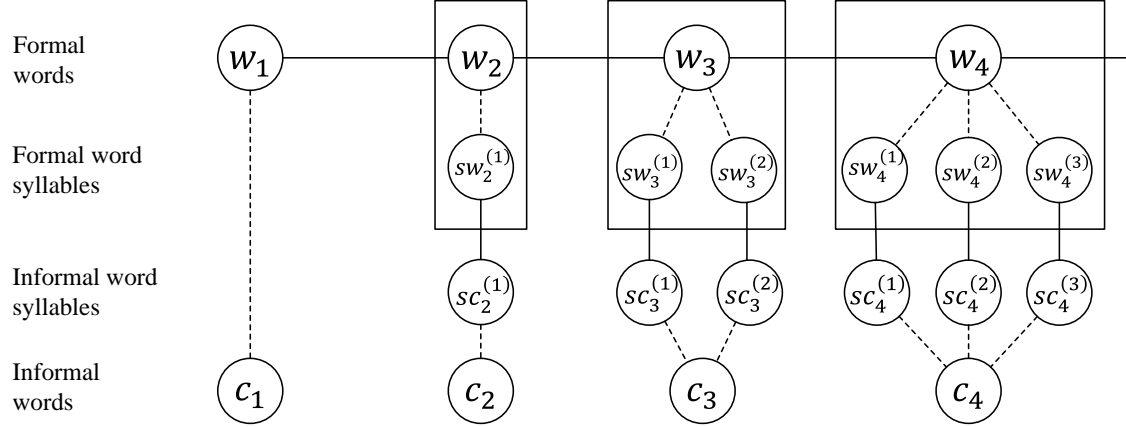 Formal
words
w₁ w₂ w₃ w₄
Formal word
syllables
sw₂⁽¹⁾ sw₃⁽¹⁾ sw₃⁽²⁾ sw₄⁽¹⁾ sw₄⁽²⁾ sw₄⁽³⁾
Informal word
syllables
sc₂⁽¹⁾ sc₃⁽¹⁾ sc₃⁽²⁾ sc₄⁽¹⁾ sc₄⁽²⁾ sc₄⁽³⁾
Informal
words
c₁ c₂ c₃ c₄